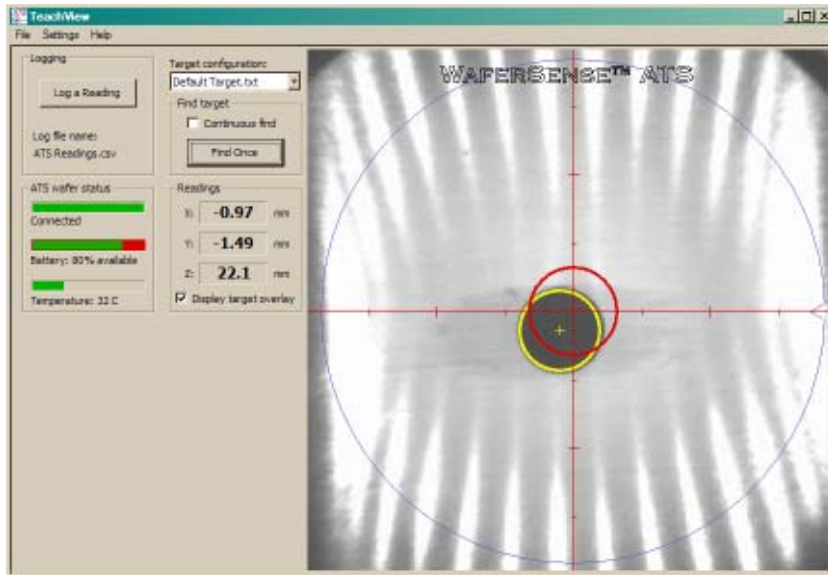 TeachView
File Settings Help
Logging
Log a Reading
Log file name:
ATS Readings.csv
Target configuration:
Default Target.txt
Find target
Continuous find
Find Once
ATS wafer status
Connected
Battery: 80% available
Temperature: 32 C
Readings
X: -0.97 mm
Y: -1.49 mm
Z: 22.1 mm
Display target overlay
WAFERSENSE™ ATS